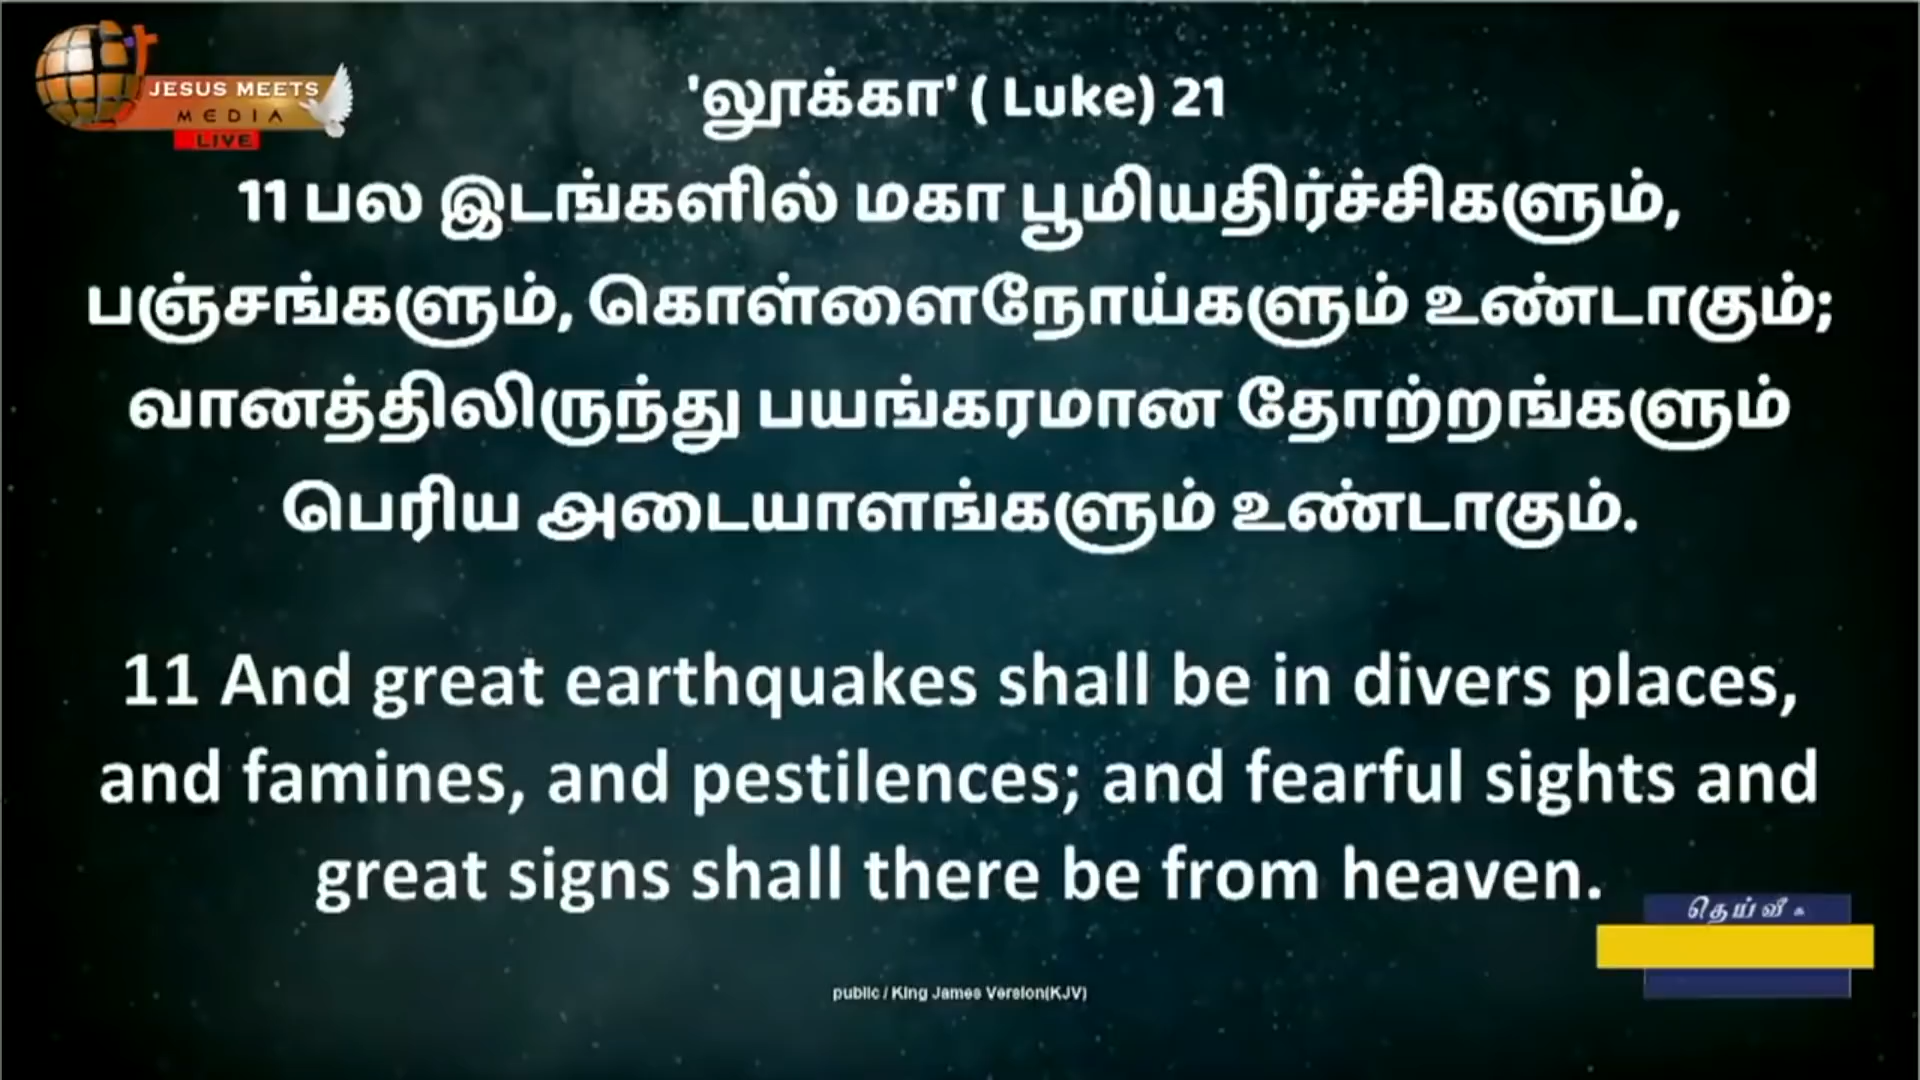 JESUS MEETS
MEDIA
LIVE
'லூக்கா' ( Luke) 21
11 பல இடங்களில் மகா பூமியதிர்ச்சிகளும்,
பஞ்சங்களும், கொள்ளைநோய்களும் உண்டாகும்;
வானத்திலிருந்து பயங்கரமான தோற்றங்களும்
பெரிய அடையாளங்களும் உண்டாகும்.
11 And great earthquakes shall be in divers places,
and famines, and pestilences; and fearful sights and
great signs shall there be from heaven.
public / King James Version(KJV)